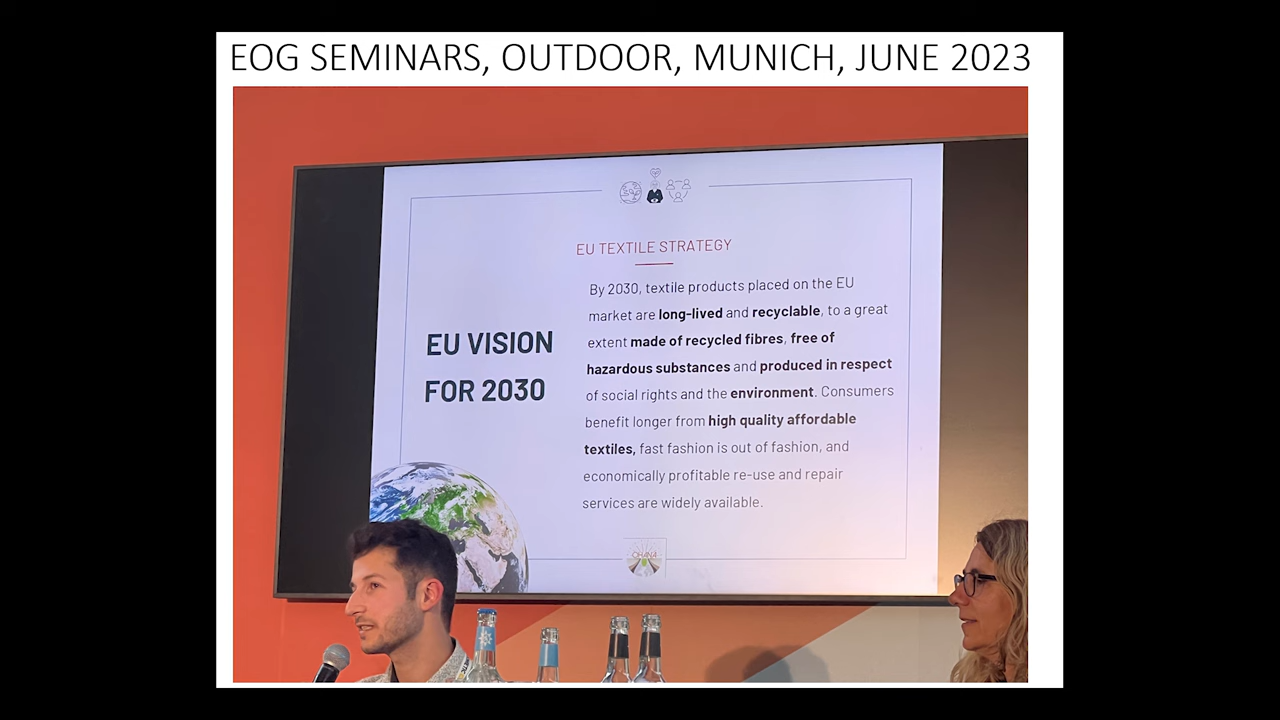 EOG SEMINARS, OUTDOOR, MUNICH, JUNE 2023
EU TEXTILE STRATEGY
EU VISION
FOR 2030
By 2030, textile products placed on the EU
market are long-lived and recyclable, to a great
extent made of recycled fibres, free of
hazardous substances and produced in respect
of social rights and the environment. Consumers
benefit longer from high quality affordable
textiles, fast fashion is out of fashion, and
economically profitable re-use and repair
services are widely available.
OHANA